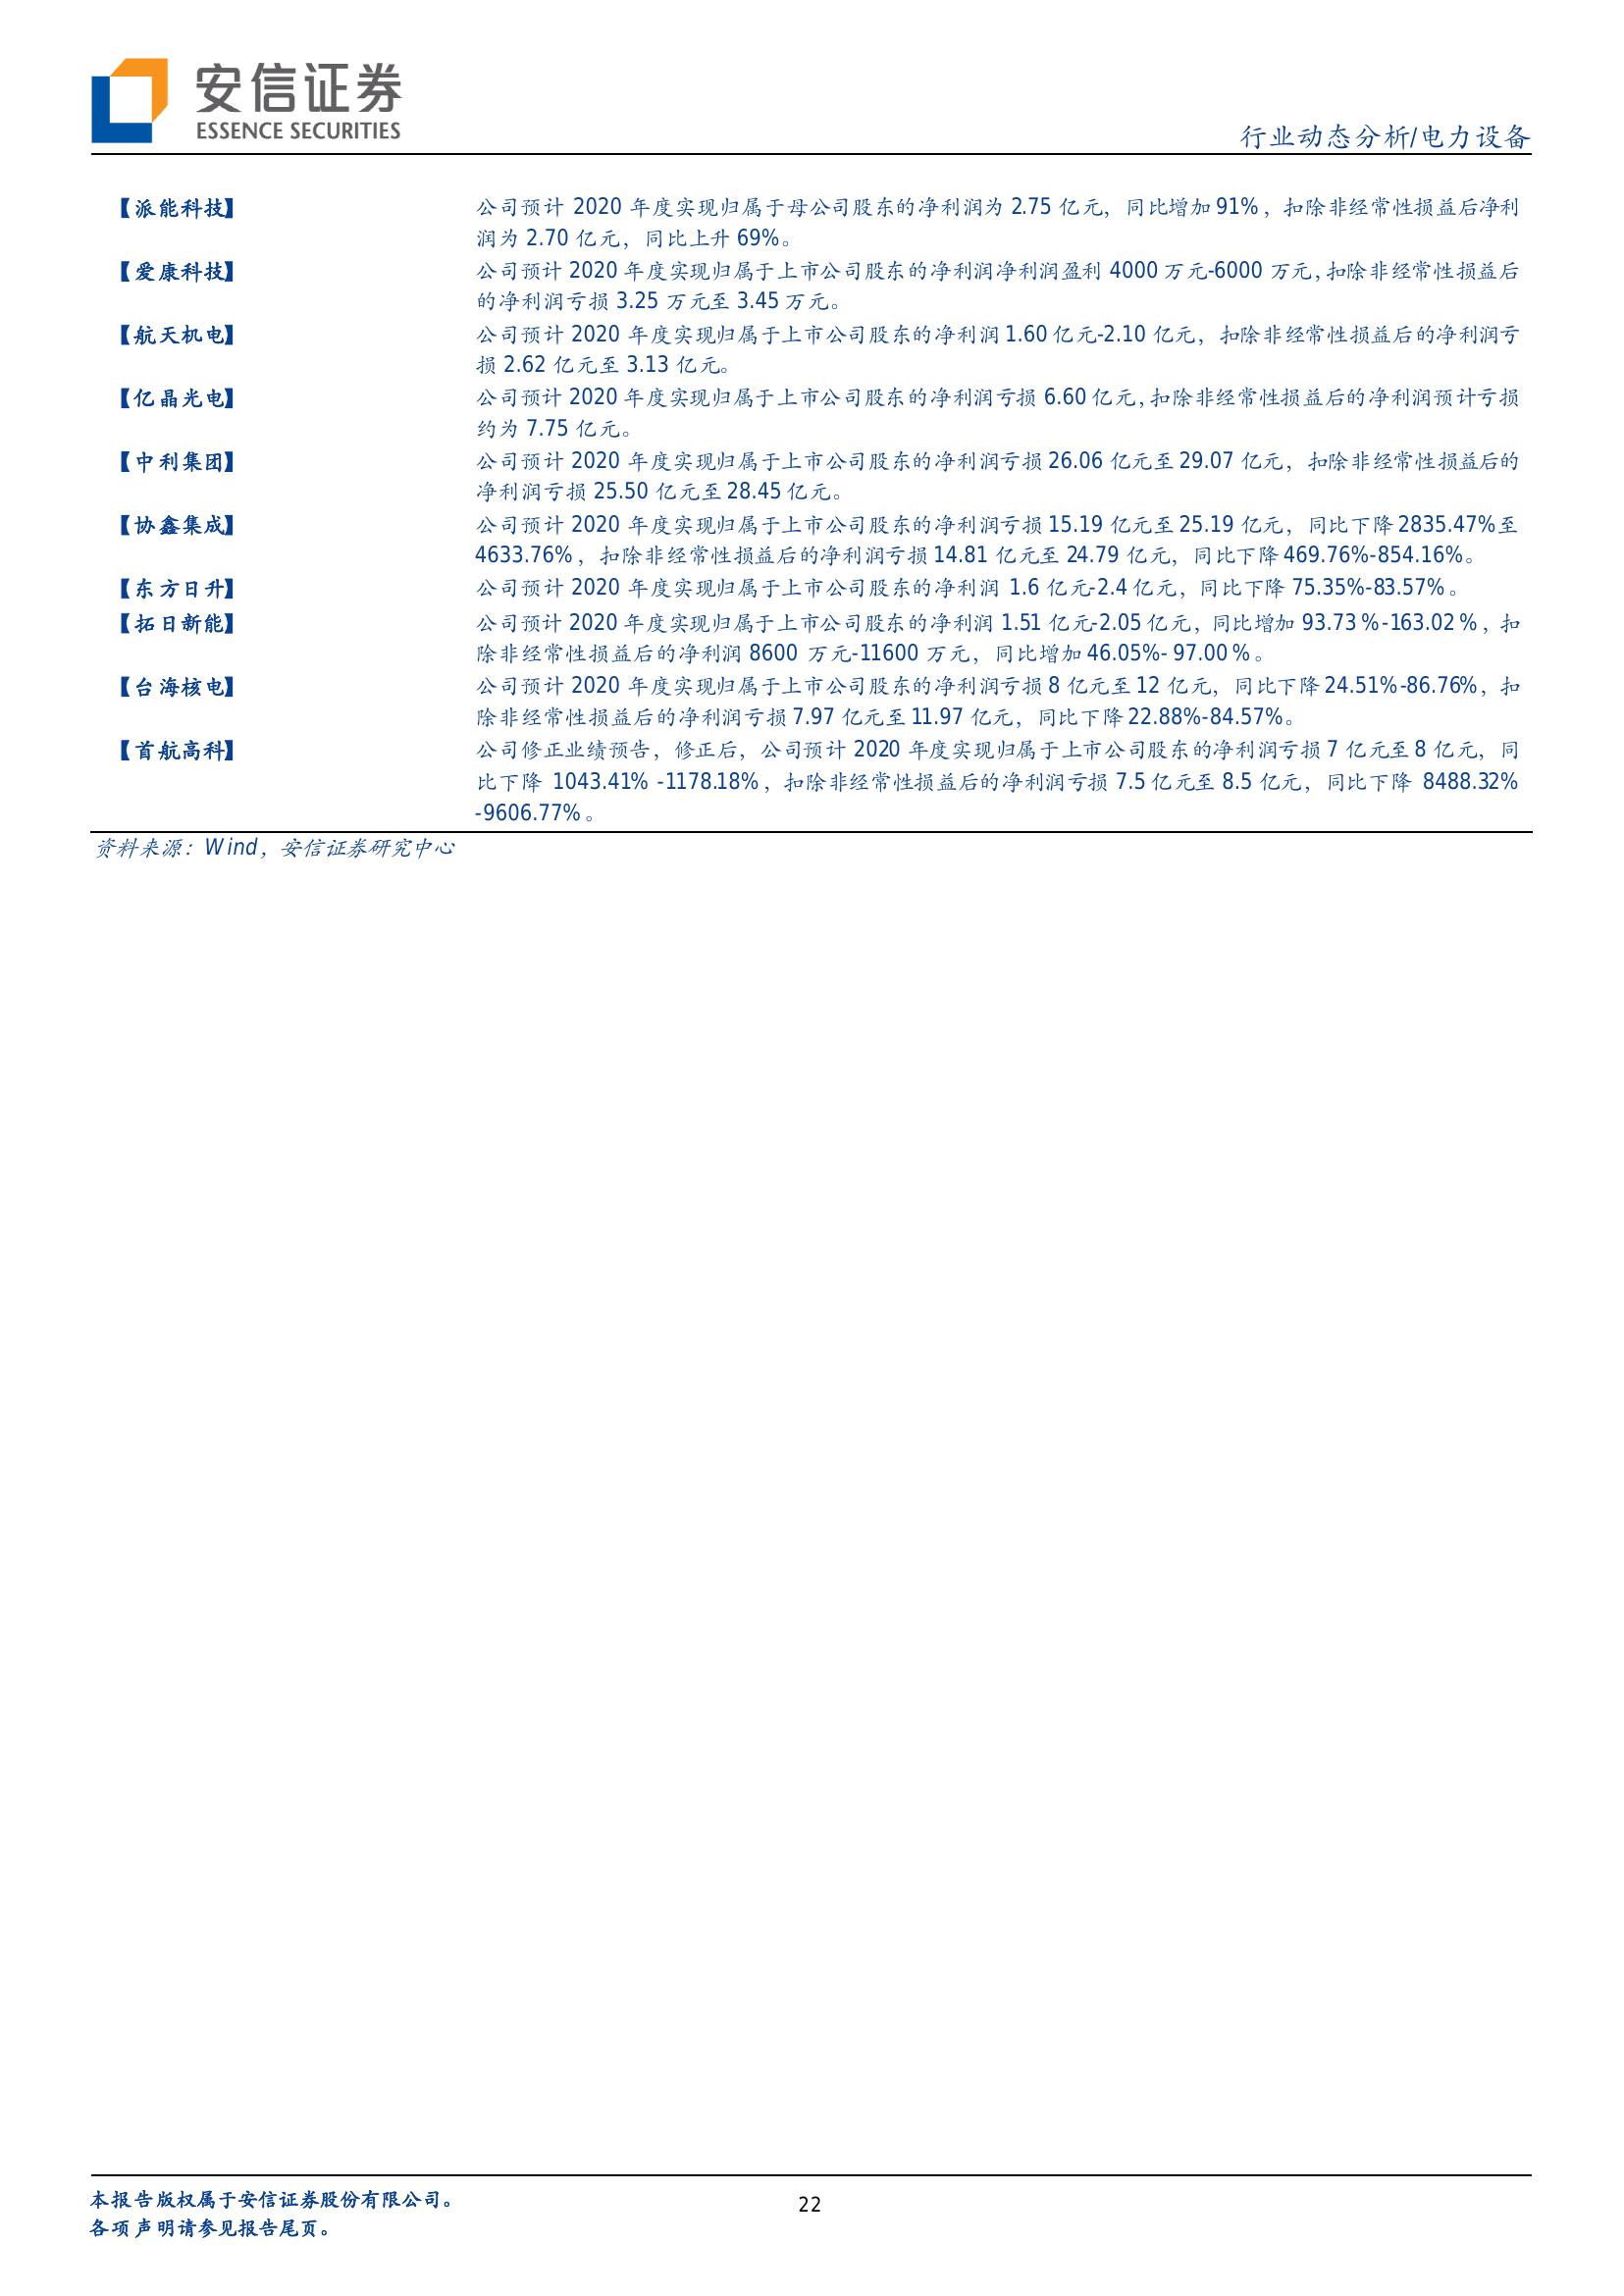 安信证券
ESSENCE SECURITIES
行业动态分析/电力设备
【派能科技】 公司预计 2020 年度实现归属于母公司股东的净利润为 2.75 亿元，同比增加 91%，扣除非经常性损益后净利
润为 2.70 亿元，同比上升 69%。
【爱康科技】 公司预计 2020 年度实现归属于上市公司股东的净利润净利润盈利 4000 万元-6000 万元，扣除非经常性损益后
的净利润亏损 3.25 万元至 3.45 万元。
【航天机电】 公司预计 2020 年度实现归属于上市公司股东的净利润 1.60 亿元-2.10 亿元，扣除非经常性损益后的净利润亏
损 2.62 亿元至 3.13 亿元。
【亿晶光电】 公司预计 2020 年度实现归属于上市公司股东的净利润亏损 6.60 亿元，扣除非经常性损益后的净利润预计亏损
约为 7.75 亿元。
【中利集团】 公司预计 2020 年度实现归属于上市公司股东的净利润亏损 26.06 亿元至 29.07 亿元，扣除非经常性损益后的
净利润亏损 25.50 亿元至 28.45 亿元。
【协鑫集成】 公司预计 2020 年度实现归属于上市公司股东的净利润亏损 15.19 亿元至 25.19 亿元，同比下降 2835.47%至
4633.76%，扣除非经常性损益后的净利润亏损 14.81 亿元至 24.79 亿元，同比下降 469.76%-854.16%。
【东方日升】 公司预计 2020 年度实现归属于上市公司股东的净利润 1.6 亿元-2.4 亿元，同比下降 75.35%-83.57%。
【拓日新能】 公司预计 2020 年度实现归属于上市公司股东的净利润 1.51 亿元-2.05 亿元，同比增加 93.73 %-163.02 %，扣
除非经常性损益后的净利润 8600 万元-11600 万元，同比增加 46.05%- 97.00 %。
【台海核电】 公司预计 2020 年度实现归属于上市公司股东的净利润亏损 8 亿元至 12 亿元，同比下降 24.51%-86.76%，扣
除非经常性损益后的净利润亏损 7.97 亿元至 11.97 亿元，同比下降 22.88%-84.57%。
【首航高科】 公司修正业绩预告，修正后，公司预计 2020 年度实现归属于上市公司股东的净利润亏损 7 亿元至 8 亿元，同
比下降 1043.41% -1178.18%，扣除非经常性损益后的净利润亏损 7.5 亿元至 8.5 亿元，同比下降 8488.32%
-9606.77%。
资料来源：Wind，安信证券研究中心
本报告版权属于安信证券股份有限公司。
各项声明请参见报告尾页。
22